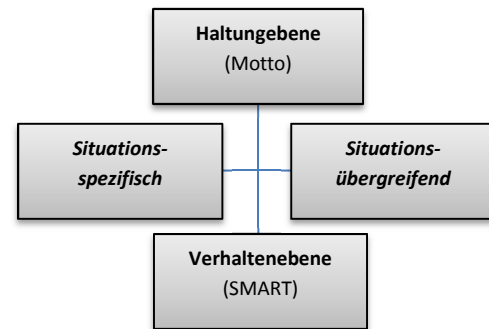 Haltungebene
(Motto)
Situations-
spezifisch
Situations-
übergreifend
Verhaltenebene
(SMART)